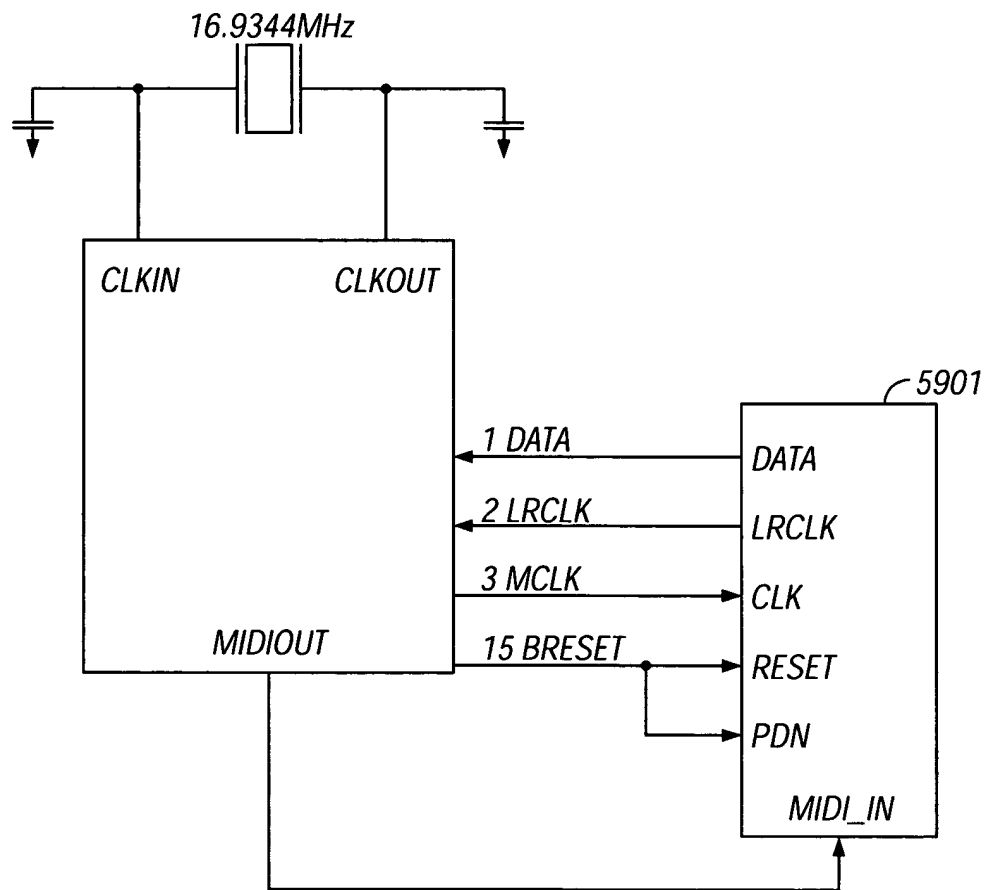 16.9344MHz
CLKIN
CLKOUT
5901
1 DATA
DATA
2 LRCLK
LRCLK
3 MCLK
CLK
MIDIOUT
15 BRESET
RESET
PDN
MIDI_IN